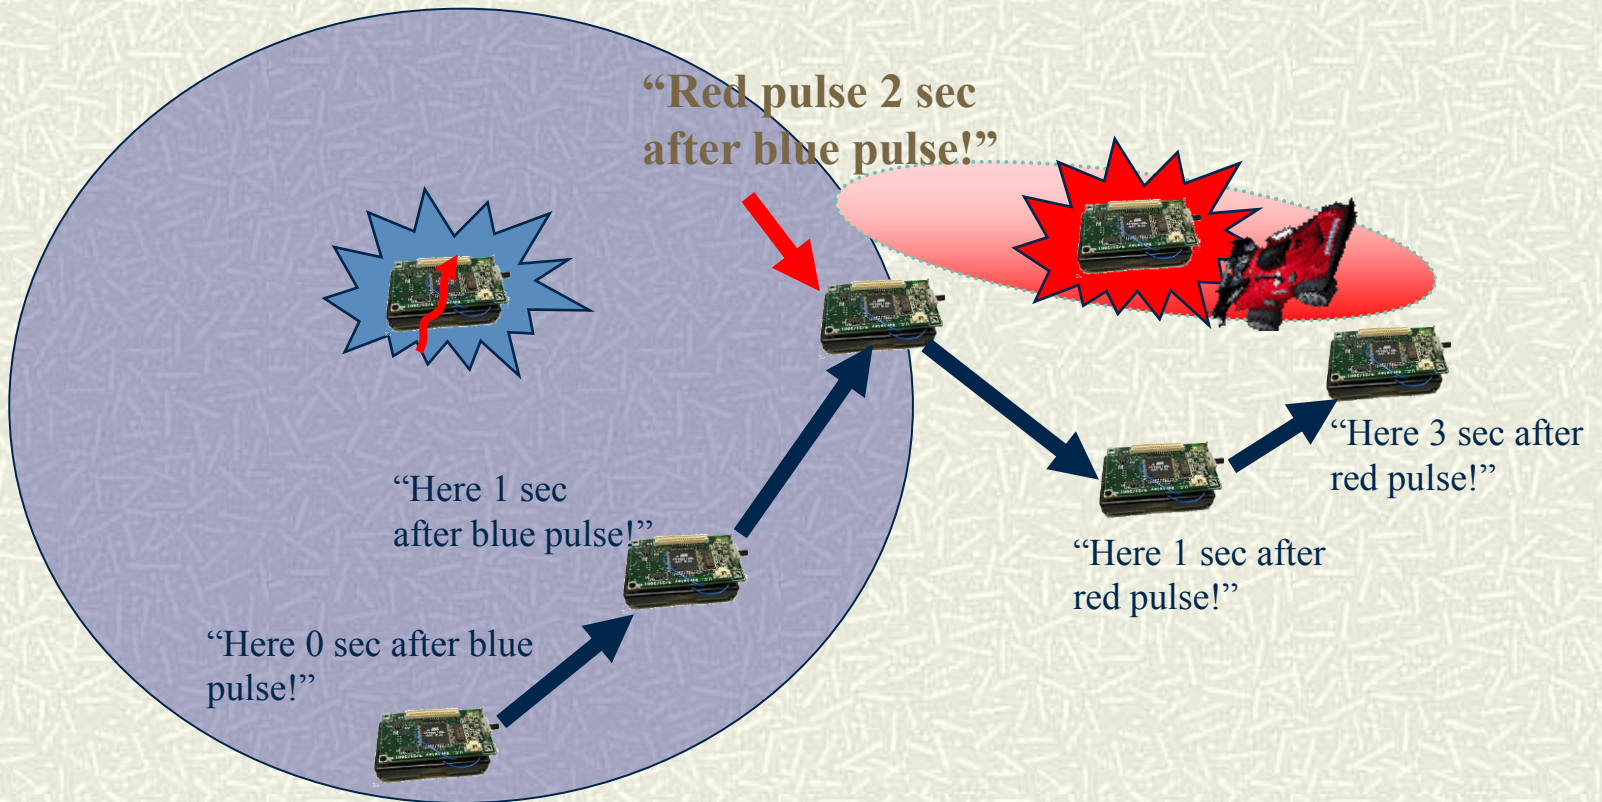 “Red pulse 2 sec
after blue pulse!”
“Here 3 sec after
red pulse!”
“Here 1 sec
after blue pulse!”
“Here 1 sec after
red pulse!”
“Here 0 sec after blue
pulse!”